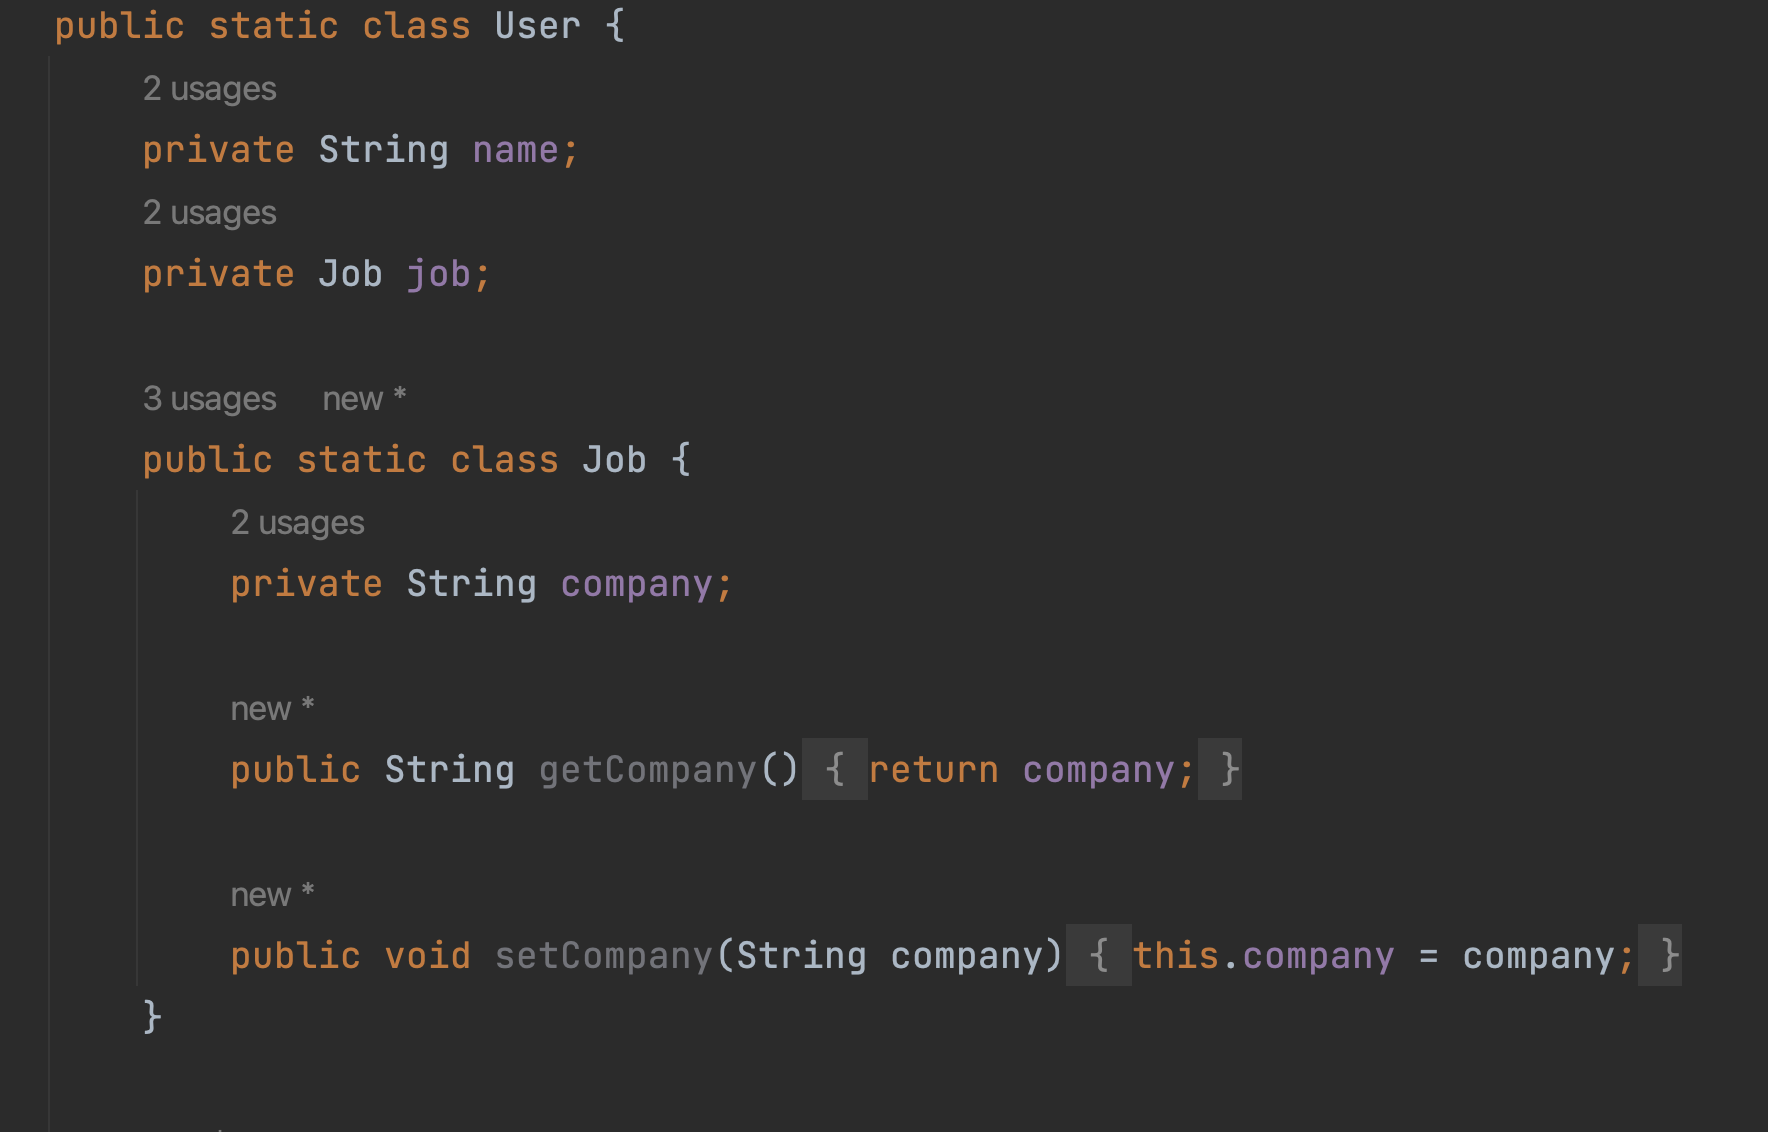 public static class User {
2 usages
private String name;
2 usages
private Job job;
3 usages new *
public static class Job {
2 usages
private String company;
new *
public String getCompany() { return company; }
new *
public void setCompany(String company) { this.company = company; }
}